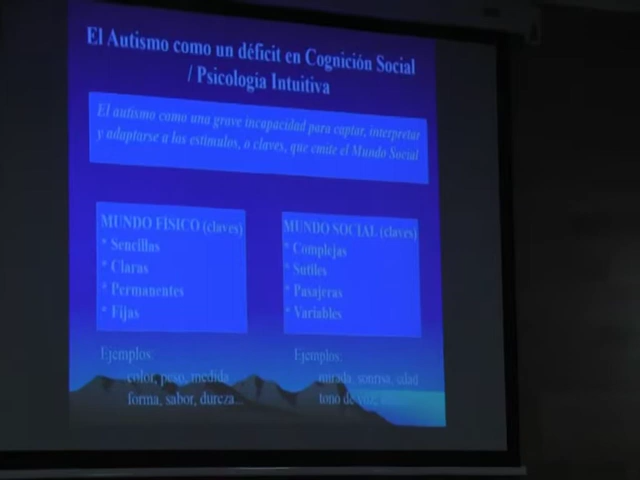 El Autismo como un déficit en Cognición Social
/ Psicología Intuitiva
El autismo como una grave incapacidad para captar, interpretar
y adaptarse a los estímulos, o claves, que emite el Mundo Social
MUNDO FÍSICO (claves)
* Sencillas
* Claras
* Permanentes
* Fijas
MUNDO SOCIAL (claves)
* Complejas
* Sutiles
* Pasajeras
* Variables
Ejemplos:
color, peso, medida
forma, sabor, dureza...
Ejemplos:
mirada, sonrisa, edad
tono de voz,